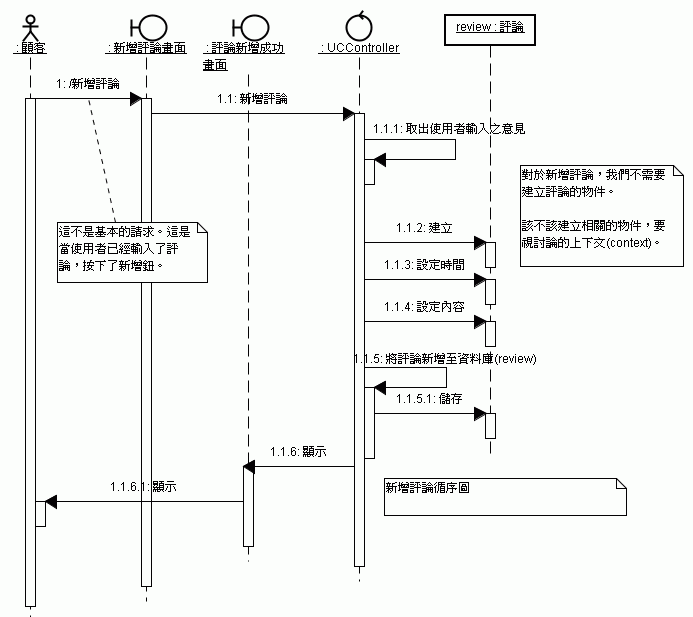 : 顧客
: 新增評論畫面
: 評論新增成功
畫面
: UCController
review : 評論
1: /新增評論
1.1: 新增評論
1.1.1: 取出使用者輸入之意見
對於新增評論，我們不需要
建立評論的物件。
該不該建立相關的物件，要
視討論的上下文(context)。
這不是基本的請求。這是
當使用者已經輸入了評
論，按下了新增鈕。
1.1.2: 建立
1.1.3: 設定時間
1.1.4: 設定內容
1.1.5: 將評論新增至資料庫(review)
1.1.5.1: 儲存
1.1.6: 顯示
1.1.6.1: 顯示
新增評論循序圖